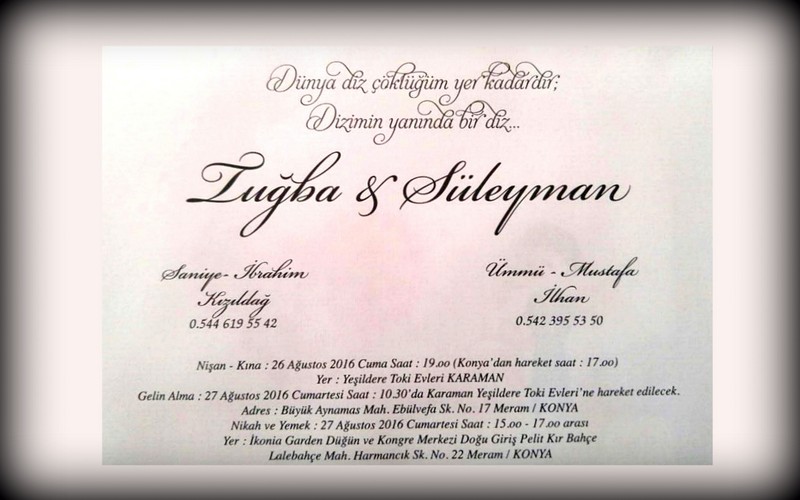 Dünya diz çöktüğüm yer kadardır;
Dizimin yanında bir diz...
Tuğba & Süleyman
Saniye - İbrahim
Kızıldağ
0.544 619 55 42
Ümmü - Mustafa
İlhan
0.542 395 53 50
Nişan - Kına : 26 Ağustos 2016 Cuma Saat : 19.00 (Konya'dan hareket saat : 17.00)
Yer : Yeşildere Toki Evleri KARAMAN
Gelin Alma : 27 Ağustos 2016 Cumartesi Saat : 10.30'da Karaman Yeşildere Toki Evleri'ne hareket edilecek.
Adres : Büyük Aynamas Mah. Ebülvefa Sk. No. 17 Meram / KONYA
Nikah ve Yemek : 27 Ağustos 2016 Cumartesi Saat : 15.00 - 17.00 arası
Yer : İkonia Garden Düğün ve Kongre Merkezi Doğu Giriş Pelit Kır Bahçe
Lalebahçe Mah. Harmancık Sk. No. 22 Meram / KONYA